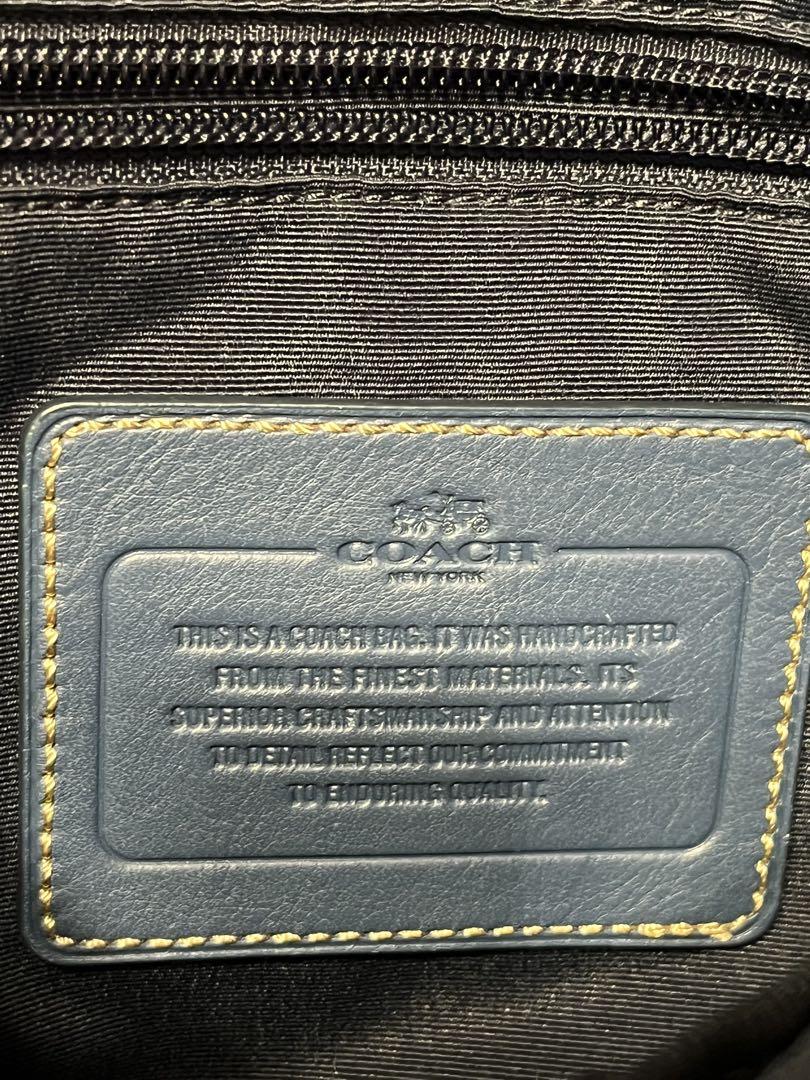 COACH
NEW YORK
THIS IS A COACH BAG. IT WAS HANDCRAFTED
FROM THE FINEST MATERIALS. ITS
SUPERIOR CRAFTSMANSHIP AND ATTENTION
TO DETAIL REFLECT OUR COMMITMENT
TO ENDURING QUALITY.